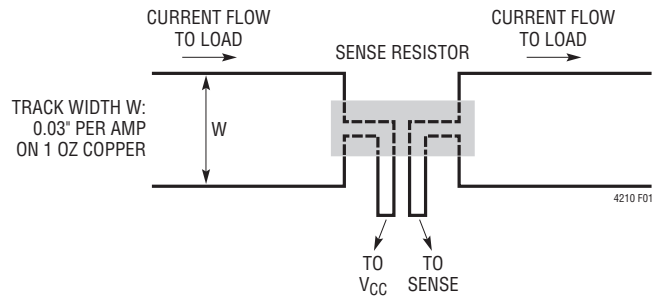 CURRENT FLOW
TO LOAD
CURRENT FLOW
TO LOAD
SENSE RESISTOR
TRACK WIDTH W:
0.03" PER AMP
ON 1 OZ COPPER
W
4210 F01
TO
VCC
TO
SENSE